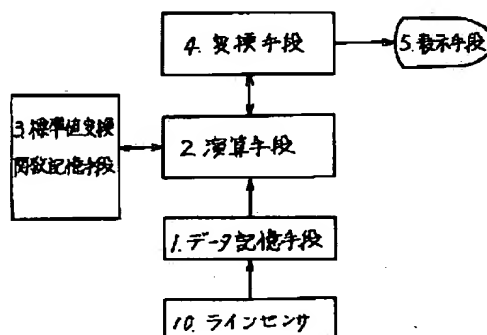 4. 変換手段
5. 表示手段
3. 標準値変換
関数記憶手段
2. 演算手段
1. データ記憶手段
10. ラインセンサ